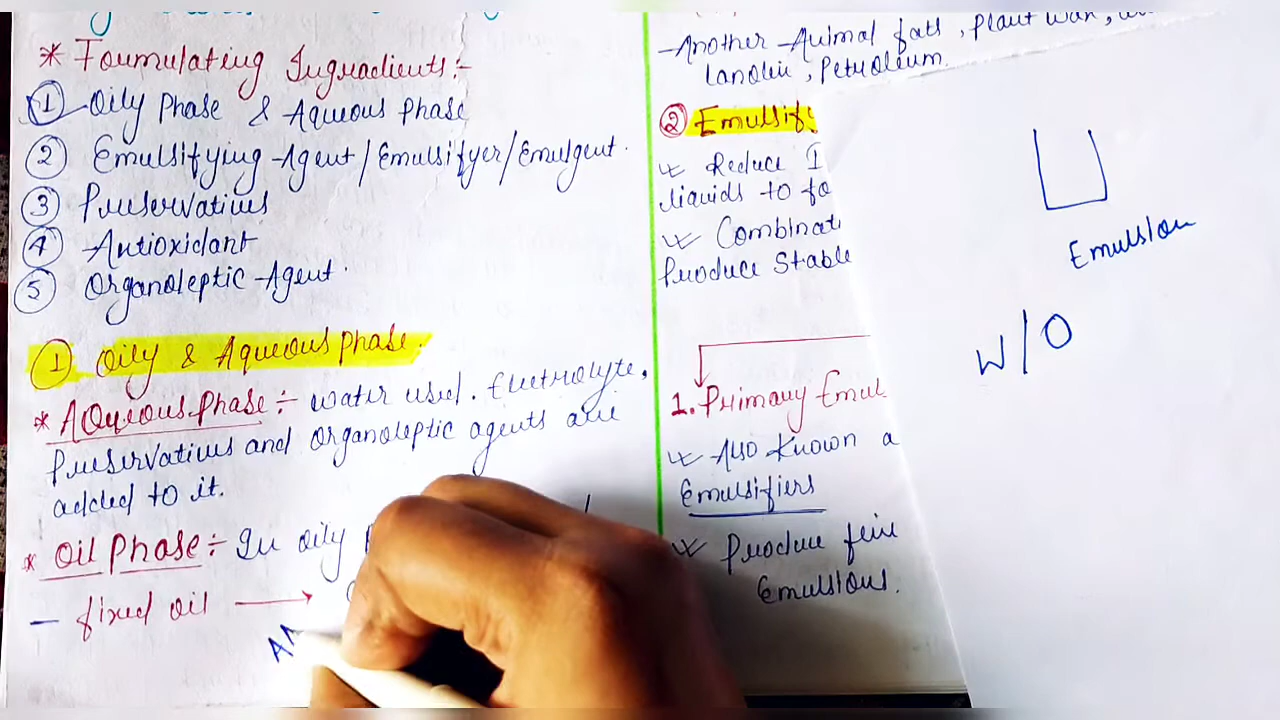 * Formulating Ingredients:-
① Oily Phase & Aqueous phase
② Emulsifying Agent/Emulsifyer/Emulgent.
③ Preservatives
④ Antioxidant
⑤ Organoleptic Agent.
① Oily & Aqueous phase.
* AQueous phase:- water used. Electrolyte,
Preservatives and organoleptic agents are
added to it.
* Oil Phase:- In oily
- fixed oil →
-Another -Animal fats, Plant wax,
lanolin, Petroleum.
② Emulsif
Reduce I
liquids to fo
Combinati
Produce Stable
1. Primary Emul
Also Known a
Emulsifiers
Produce fine
Emulsions.
Emulsion
W/O